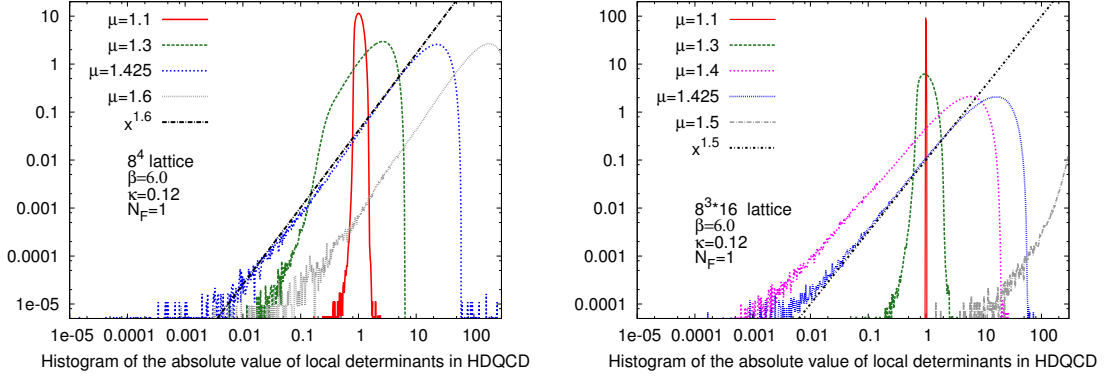 10
1
0.1
0.01
0.001
0.0001
1e-05
1e-05 0.0001 0.001 0.01 0.1 1 10 100
μ=1.1
μ=1.3
μ=1.425
μ=1.6
x^1.6
8^4 lattice
β=6.0
κ=0.12
N_F=1
Histogram of the absolute value of local determinants in HDQCD
100
10
1
0.1
0.01
0.001
0.0001
1e-05 0.0001 0.001 0.01 0.1 1 10 100
μ=1.1
μ=1.3
μ=1.4
μ=1.425
μ=1.5
x^1.5
8^3*16 lattice
β=6.0
κ=0.12
N_F=1
Histogram of the absolute value of local determinants in HDQCD